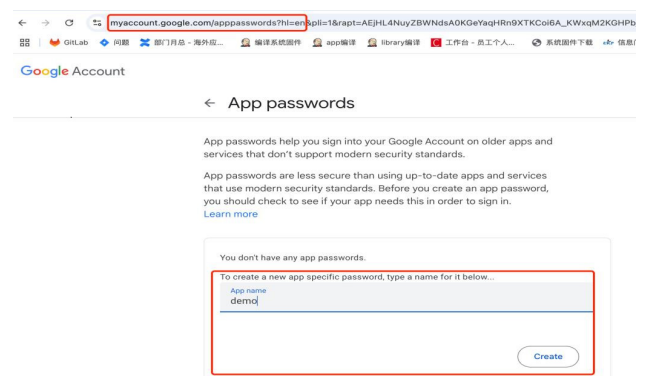 myaccount.google.com/apppasswords?hl=en&pli=1&rapt=AEjHL4NuyZBWNdsA0KGeYaqHRn9XTKCoi6A_KWxqM2KGHPb
GitLab 问题 部门月总 - 海外应... 编译系统固件 app编译 library编译 工作台 - 员工个人... 系统固件下载 信息门
Google Account
← App passwords
App passwords help you sign into your Google Account on older apps and
services that don't support modern security standards.
App passwords are less secure than using up-to-date apps and services
that use modern security standards. Before you create an app password,
you should check to see if your app needs this in order to sign in.
Learn more
You don't have any app passwords.
To create a new app specific password, type a name for it below...
App name
demo
Create